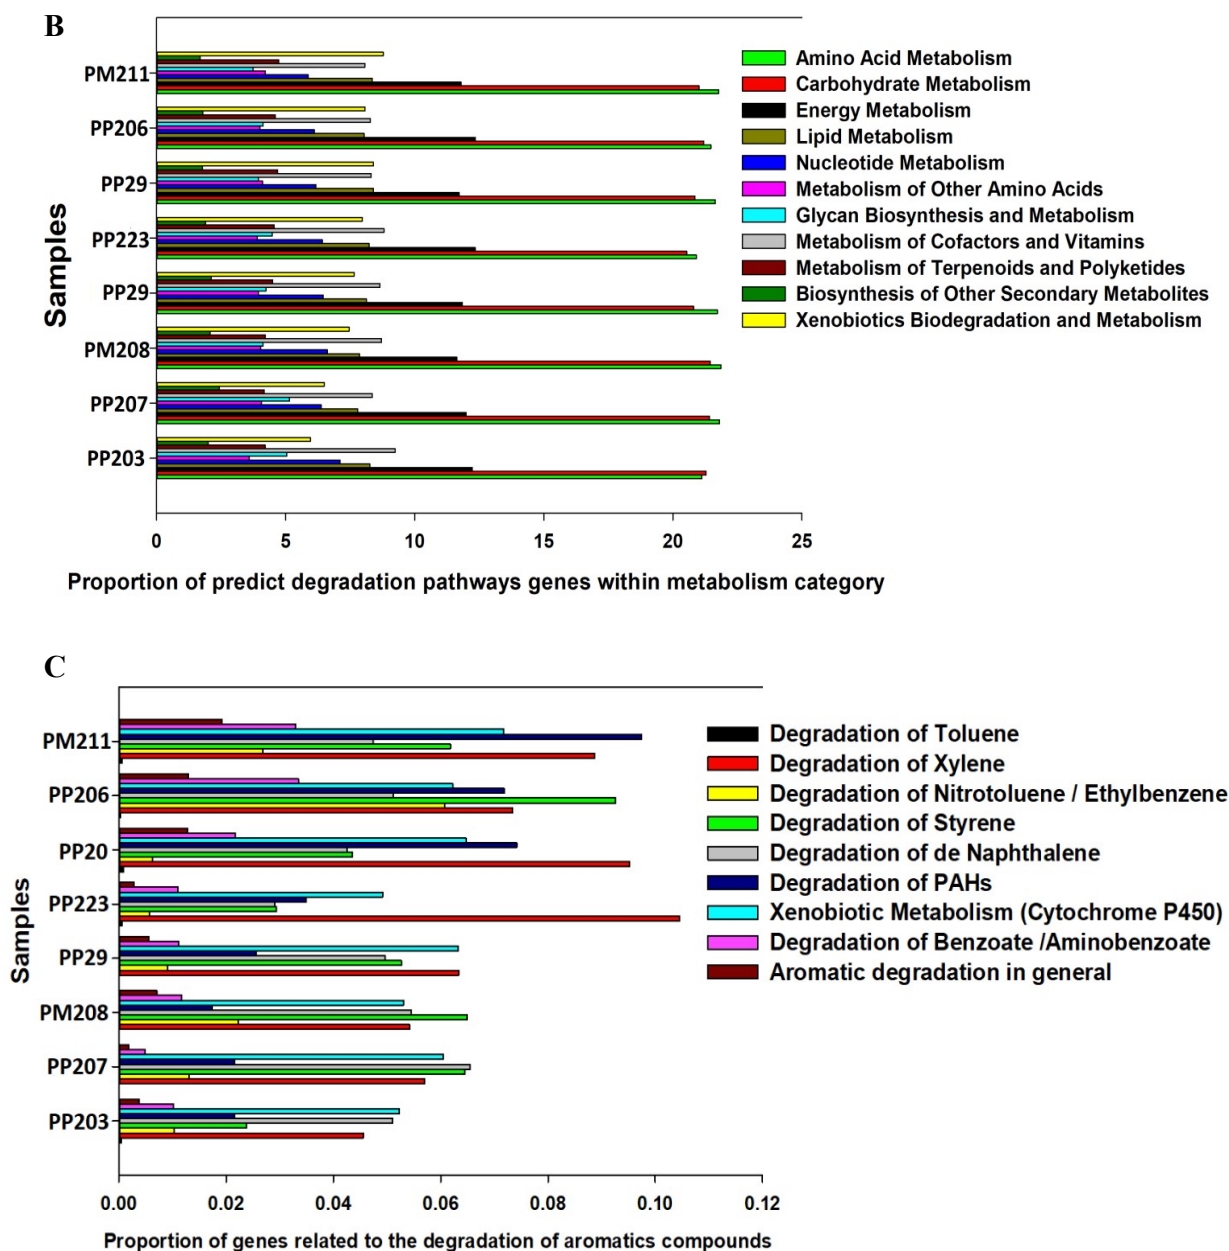 B
PM211
PP206
PP29
PP223
PP29
PM208
PP207
PP203
Samples
0 5 10 15 20 25
Proportion of predict degradation pathways genes within metabolism category
Amino Acid Metabolism
Carbohydrate Metabolism
Energy Metabolism
Lipid Metabolism
Nucleotide Metabolism
Metabolism of Other Amino Acids
Glycan Biosynthesis and Metabolism
Metabolism of Cofactors and Vitamins
Metabolism of Terpenoids and Polyketides
Biosynthesis of Other Secondary Metabolites
Xenobiotics Biodegradation and Metabolism
C
PM211
PP206
PP20
PP223
PP29
PM208
PP207
PP203
Samples
0.00 0.02 0.04 0.06 0.08 0.10 0.12
Proportion of genes related to the degradation of aromatics compounds
Degradation of Toluene
Degradation of Xylene
Degradation of Nitrotoluene / Ethylbenzene
Degradation of Styrene
Degradation of de Naphthalene
Degradation of PAHs
Xenobiotic Metabolism (Cytochrome P450)
Degradation of Benzoate /Aminobenzoate
Aromatic degradation in general